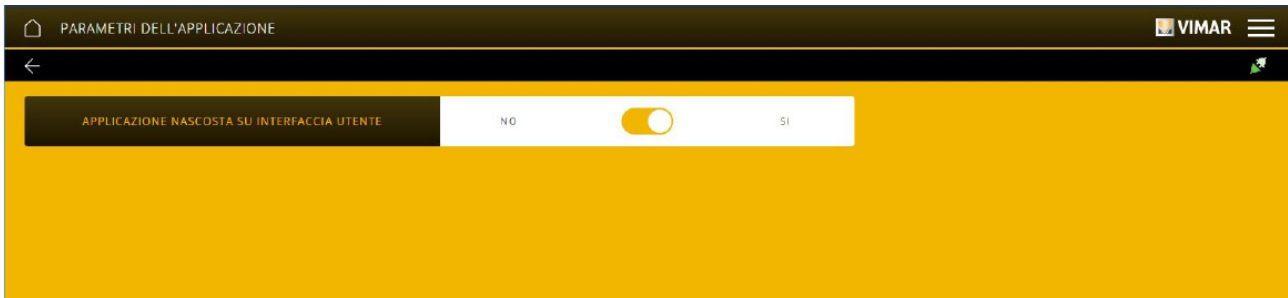 PARAMETRI DELL'APPLICAZIONE
VIMAR
APPLICAZIONE NASCOSTA SU INTERFACCIA UTENTE
NO
SI